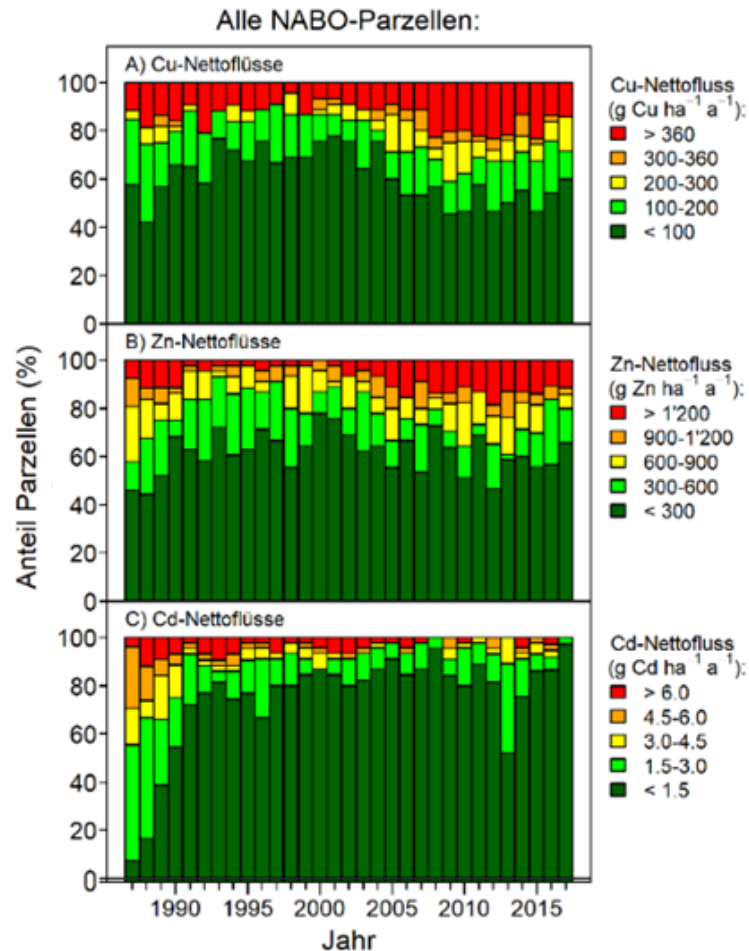 Alle NABO-Parzellen:
A) Cu-Nettoflüsse
100
80
60
40
20
0
Cu-Nettofluss
(g Cu ha⁻¹ a⁻¹):
> 360
300-360
200-300
100-200
< 100
B) Zn-Nettoflüsse
100
80
60
40
20
0
Zn-Nettofluss
(g Zn ha⁻¹ a⁻¹):
> 1'200
900-1'200
600-900
300-600
< 300
C) Cd-Nettoflüsse
100
80
60
40
20
0
Cd-Nettofluss
(g Cd ha⁻¹ a⁻¹):
> 6.0
4.5-6.0
3.0-4.5
1.5-3.0
< 1.5
Anteil Parzellen (%)
1990 1995 2000 2005 2010 2015
Jahr